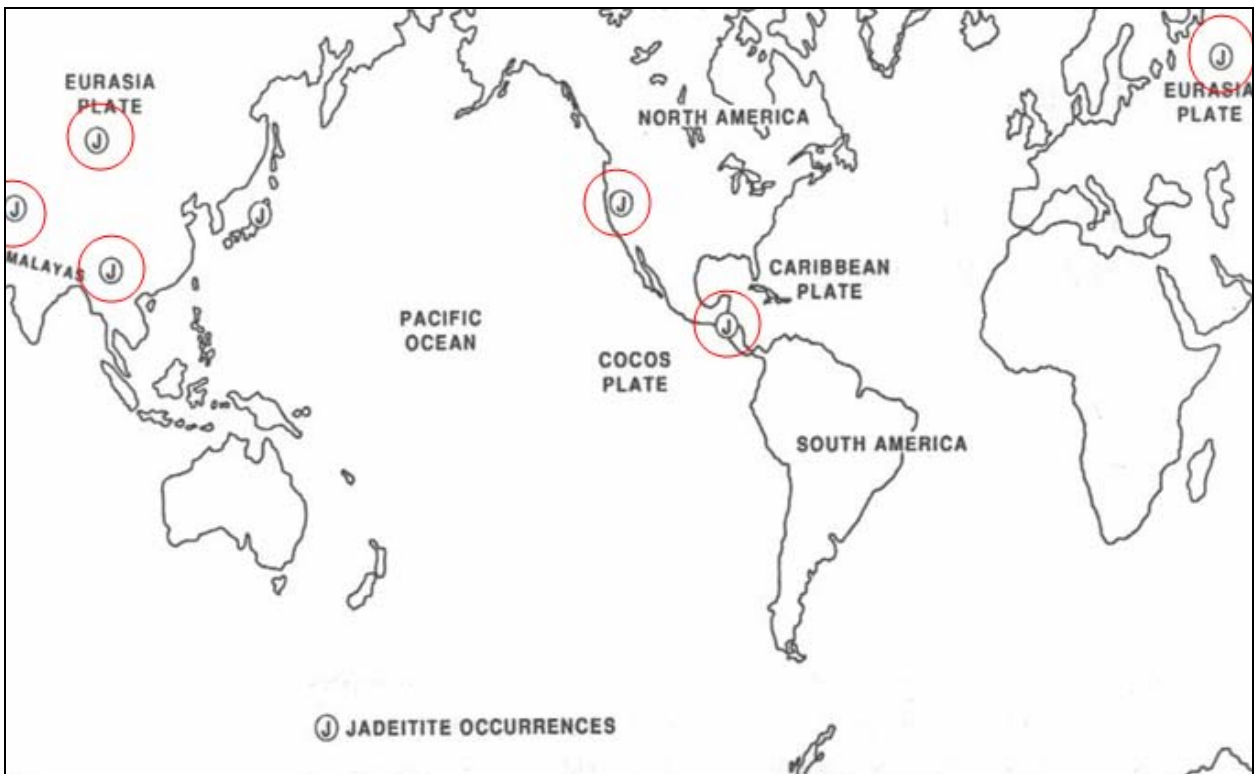 EURASIA
PLATE
J
J
MALAYAS
J
J
NORTH AMERICA
J
PACIFIC
OCEAN
CARIBBEAN
PLATE
J
COCOS
PLATE
SOUTH AMERICA
J
EURASIA
PLATE
J JADEITITE OCCURRENCES